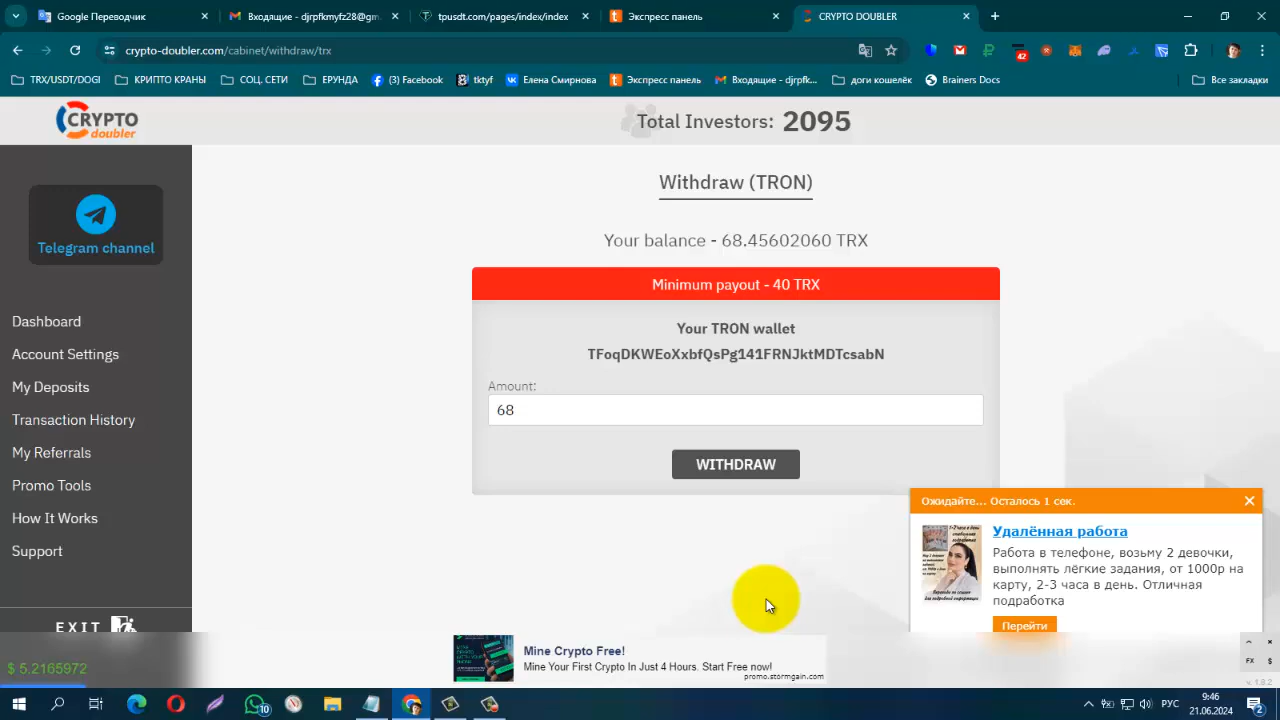 Google Переводчик
Входящие - djrpfkmyfz28@gm
tpusdt.com/pages/index/index
Экспресс панель
CRYPTO DOUBLER
crypto-doubler.com/cabinet/withdraw/trx
42
TRX/USDT/DOGI
КРИПТО КРАНЫ
СОЦ. СЕТИ
ЕРУНДА
(3) Facebook
tktyf
Елена Смирнова
Экспресс панель
Входящие - djrpfk...
доги кошелёк
Brainers Docs
Все закладки
CRYPTO
doubler
Total Investors: 2095
Telegram channel
Dashboard
Account Settings
My Deposits
Transaction History
My Referrals
Promo Tools
How It Works
Support
EXIT
$ 5.2165972
Withdraw (TRON)
Your balance - 68.45602060 TRX
Minimum payout - 40 TRX
Your TRON wallet
TFoqDKWEoXxbfQsPg141FRNJktMDTcsabN
Amount:
68
WITHDRAW
Ожидайте... Осталось 1 сек.
Удалённая работа
Работа в телефоне, возьму 2 девочки,
выполнять лёгкие задания, от 1000р на
карту, 2-3 часа в день. Отличная
подработка
Перейти
Mine Crypto Free!
Mine Your First Crypto In Just 4 Hours. Start Free now!
promo.stormgain.com
FX
v. 1.9.2
10
РУС
9:46
21.06.2024
2